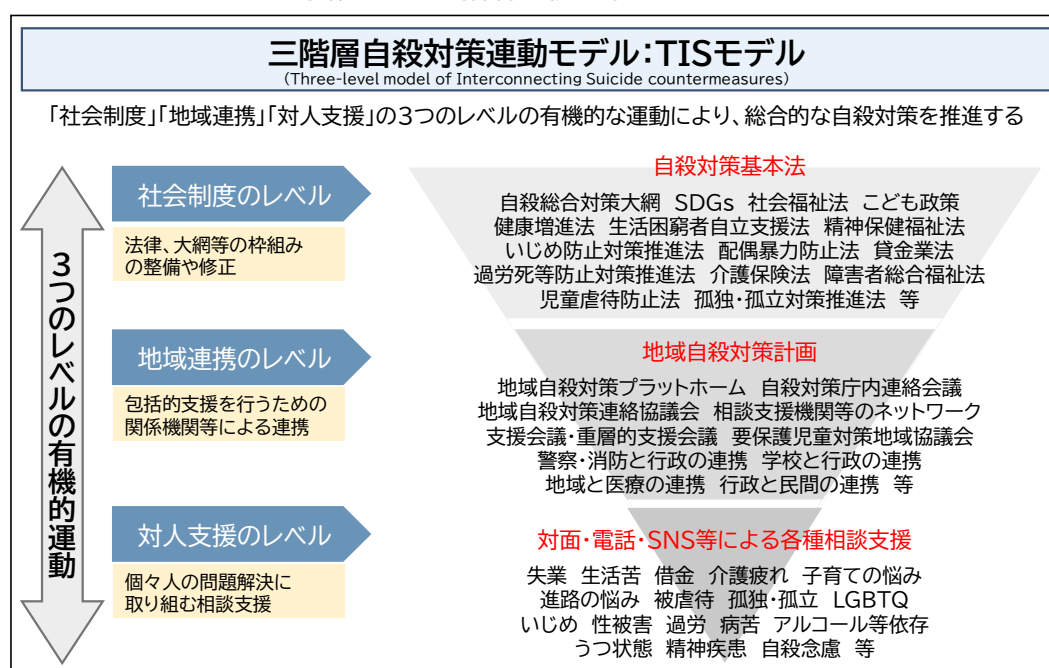 三階層自殺対策連動モデル:TISモデル
(Three-level model of Interconnecting Suicide countermeasures)
「社会制度」「地域連携」「対人支援」の3つのレベルの有機的な運動により、総合的な自殺対策を推進する
3つのレベルの有機的運動
社会制度のレベル
法律、大綱等の枠組み
の整備や修正
自殺対策基本法
自殺総合対策大綱 SDGs 社会福祉法 こども政策
健康増進法 生活困窮者自立支援法 精神保健福祉法
いじめ防止対策推進法 配偶暴力防止法 貸金業法
過労死等防止対策推進法 介護保険法 障害者総合福祉法
児童虐待防止法 孤独・孤立対策推進法 等
地域連携のレベル
包括的支援を行うための
関係機関等による連携
地域自殺対策計画
地域自殺対策プラットホーム 自殺対策庁内連絡会議
地域自殺対策連絡協議会 相談支援機関等のネットワーク
支援会議・重層的支援会議 要保護児童対策地域協議会
警察・消防と行政の連携 学校と行政の連携
地域と医療の連携 行政と民間の連携 等
対人支援のレベル
個々人の問題解決に
取り組む相談支援
対面・電話・SNS等による各種相談支援
失業 生活苦 借金 介護疲れ 子育ての悩み
進路の悩み 被虐待 孤独・孤立 LGBTQ
いじめ 性被害 過労 病苦 アルコール等依存
うつ状態 精神疾患 自殺念慮 等